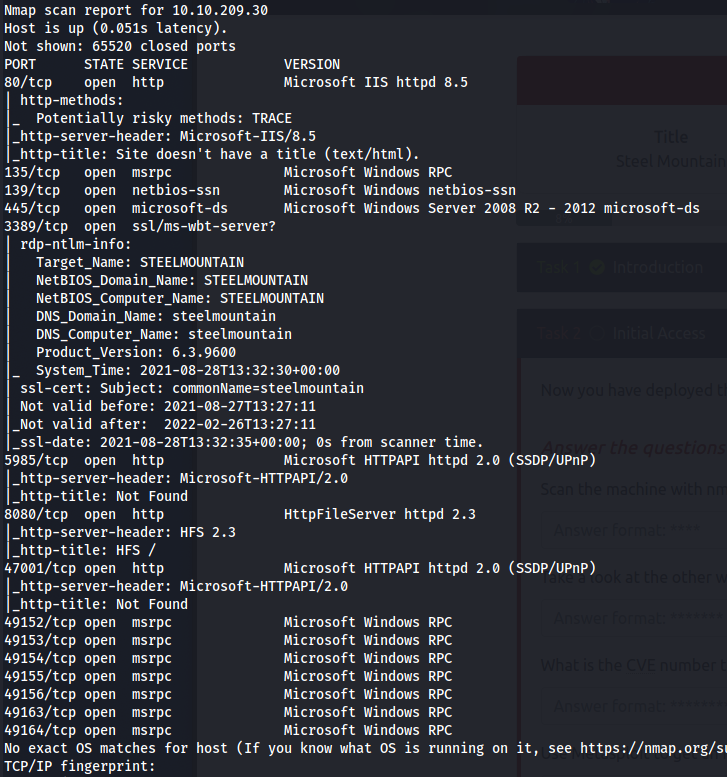 Nmap scan report for 10.10.209.30
Host is up (0.051s latency).
Not shown: 65520 closed ports
PORT      STATE SERVICE            VERSION
80/tcp    open  http               Microsoft IIS httpd 8.5
| http-methods:
|_  Potentially risky methods: TRACE
|_http-server-header: Microsoft-IIS/8.5
|_http-title: Site doesn't have a title (text/html).
135/tcp   open  msrpc              Microsoft Windows RPC
139/tcp   open  netbios-ssn        Microsoft Windows netbios-ssn
445/tcp   open  microsoft-ds       Microsoft Windows Server 2008 R2 - 2012 microsoft-ds
3389/tcp  open  ssl/ms-wbt-server?
| rdp-ntlm-info:
|   Target_Name: STEELMOUNTAIN
|   NetBIOS_Domain_Name: STEELMOUNTAIN
|   NetBIOS_Computer_Name: STEELMOUNTAIN
|   DNS_Domain_Name: steelmountain
|   DNS_Computer_Name: steelmountain
|   Product_Version: 6.3.9600
|_  System_Time: 2021-08-28T13:32:30+00:00
| ssl-cert: Subject: commonName=steelmountain
| Not valid before: 2021-08-27T13:27:11
|_Not valid after:  2022-02-26T13:27:11
|_ssl-date: 2021-08-28T13:32:35+00:00; 0s from scanner time.
5985/tcp  open  http               Microsoft HTTPAPI httpd 2.0 (SSDP/UPnP)
|_http-server-header: Microsoft-HTTPAPI/2.0
|_http-title: Not Found
8080/tcp  open  http               HttpFileServer httpd 2.3
|_http-server-header: HFS 2.3
|_http-title: HFS /
47001/tcp open  http               Microsoft HTTPAPI httpd 2.0 (SSDP/UPnP)
|_http-server-header: Microsoft-HTTPAPI/2.0
|_http-title: Not Found
49152/tcp open  msrpc              Microsoft Windows RPC
49153/tcp open  msrpc              Microsoft Windows RPC
49154/tcp open  msrpc              Microsoft Windows RPC
49155/tcp open  msrpc              Microsoft Windows RPC
49156/tcp open  msrpc              Microsoft Windows RPC
49163/tcp open  msrpc              Microsoft Windows RPC
49164/tcp open  msrpc              Microsoft Windows RPC
No exact OS matches for host (If you know what OS is running on it, see https://nmap.org/su
TCP/IP fingerprint:
Title
Steel Mountain
Task 1
Introduction
Task 2
Initial Access
Now you have deployed t
Answer the questions
Scan the machine with nm
Answer format: ****
Take a look at the other w
Answer format: *******
What is the CVE number t
Answer format: *******